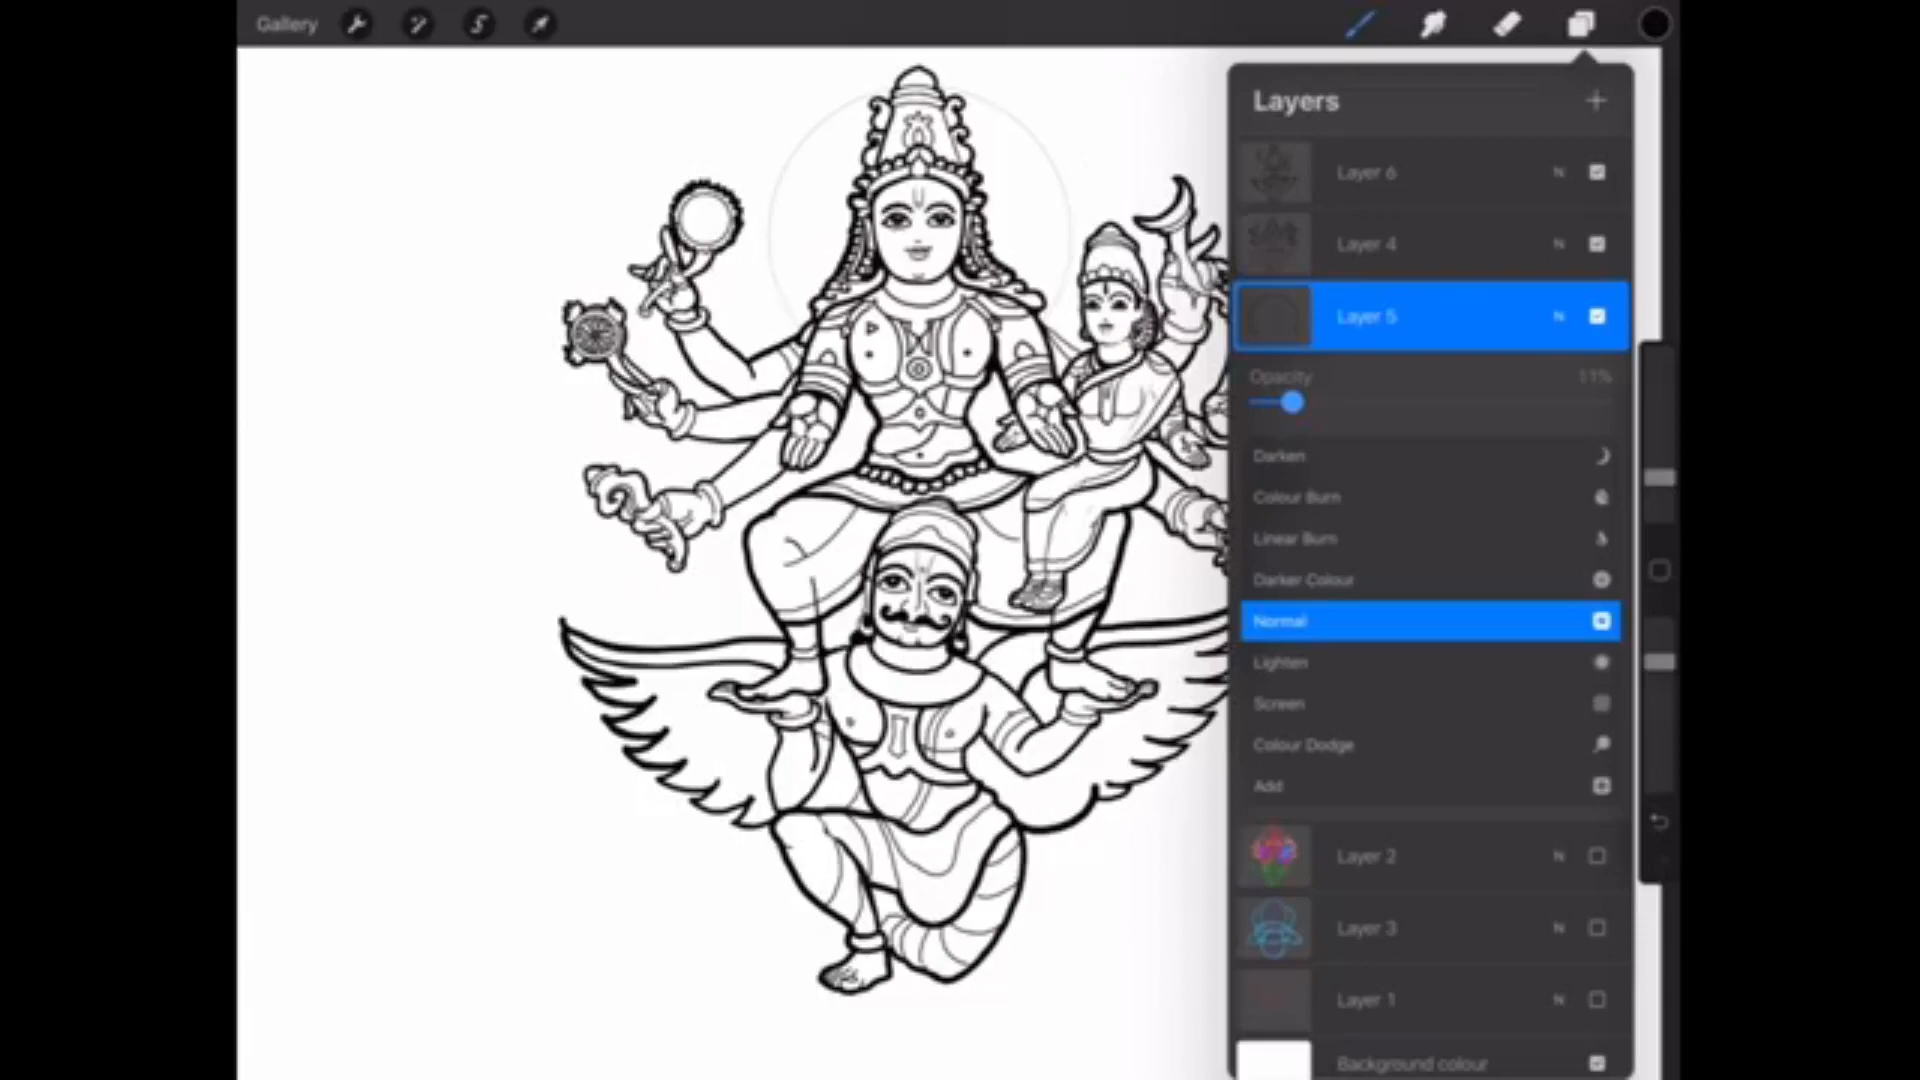 Gallery
Layers
Layer 6 N
Layer 4 N
Layer 5 N
Opacity 11%
Darken
Colour Burn
Linear Burn
Darker Colour
Normal
Lighten
Screen
Colour Dodge
Add
Layer 2 N
Layer 3 N
Layer 1 N
Background colour